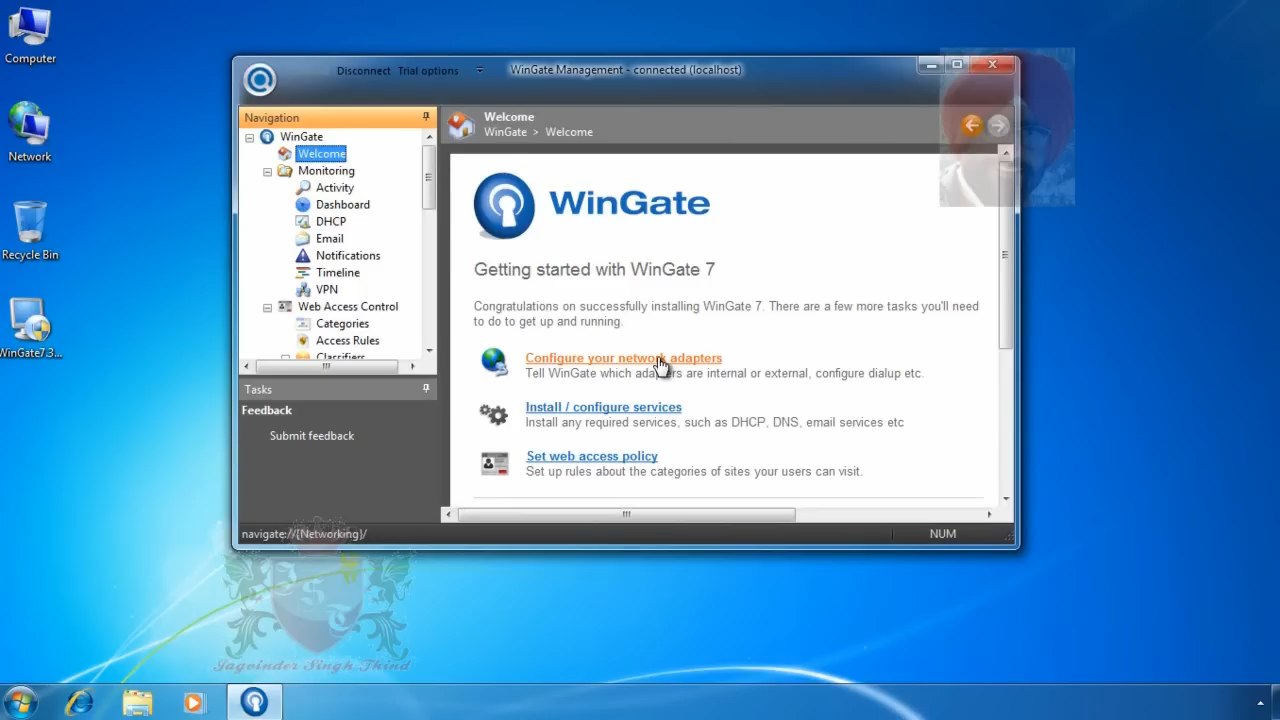 Computer
Network
Recycle Bin
WinGate7.3...
Disconnect Trial options
WinGate Management - connected (localhost)
Navigation
WinGate
Welcome
Monitoring
Activity
Dashboard
DHCP
Email
Notifications
Timeline
VPN
Web Access Control
Categories
Access Rules
Classifiers
Tasks
Feedback
Submit feedback
Welcome
WinGate > Welcome
WinGate
Getting started with WinGate 7
Congratulations on successfully installing WinGate 7. There are a few more tasks you'll need
to do to get up and running.
Configure your network adapters
Tell WinGate which adapters are internal or external, configure dialup etc.
Install / configure services
Install any required services, such as DHCP, DNS, email services etc
Set web access policy
Set up rules about the categories of sites your users can visit.
navigate://[Networking]/
NUM
Jagvinder Singh Thind